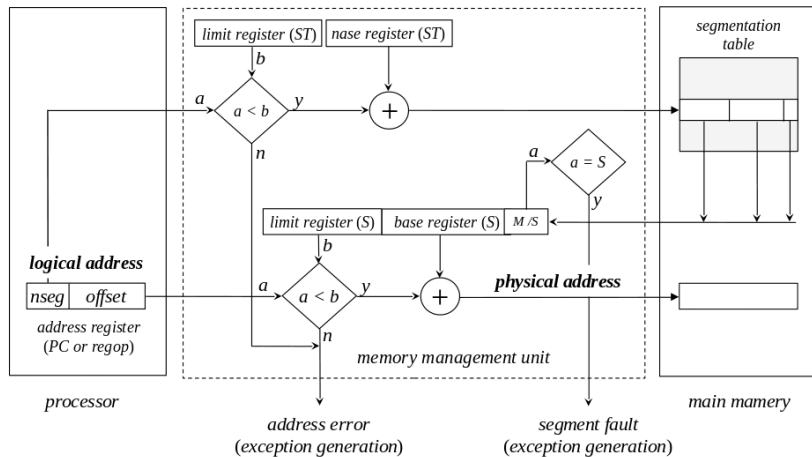 limit register (ST)
nase register (ST)
segmentation
table
b
a
a < b
y
+
n
a
a = S
y
limit register (S)
base register (S)
M /S
b
logical address
a
a < b
y
+
physical address
nseg
offset
n
address register
(PC or regop)
memory management unit
processor
address error
(exception generation)
segment fault
(exception generation)
main mamery